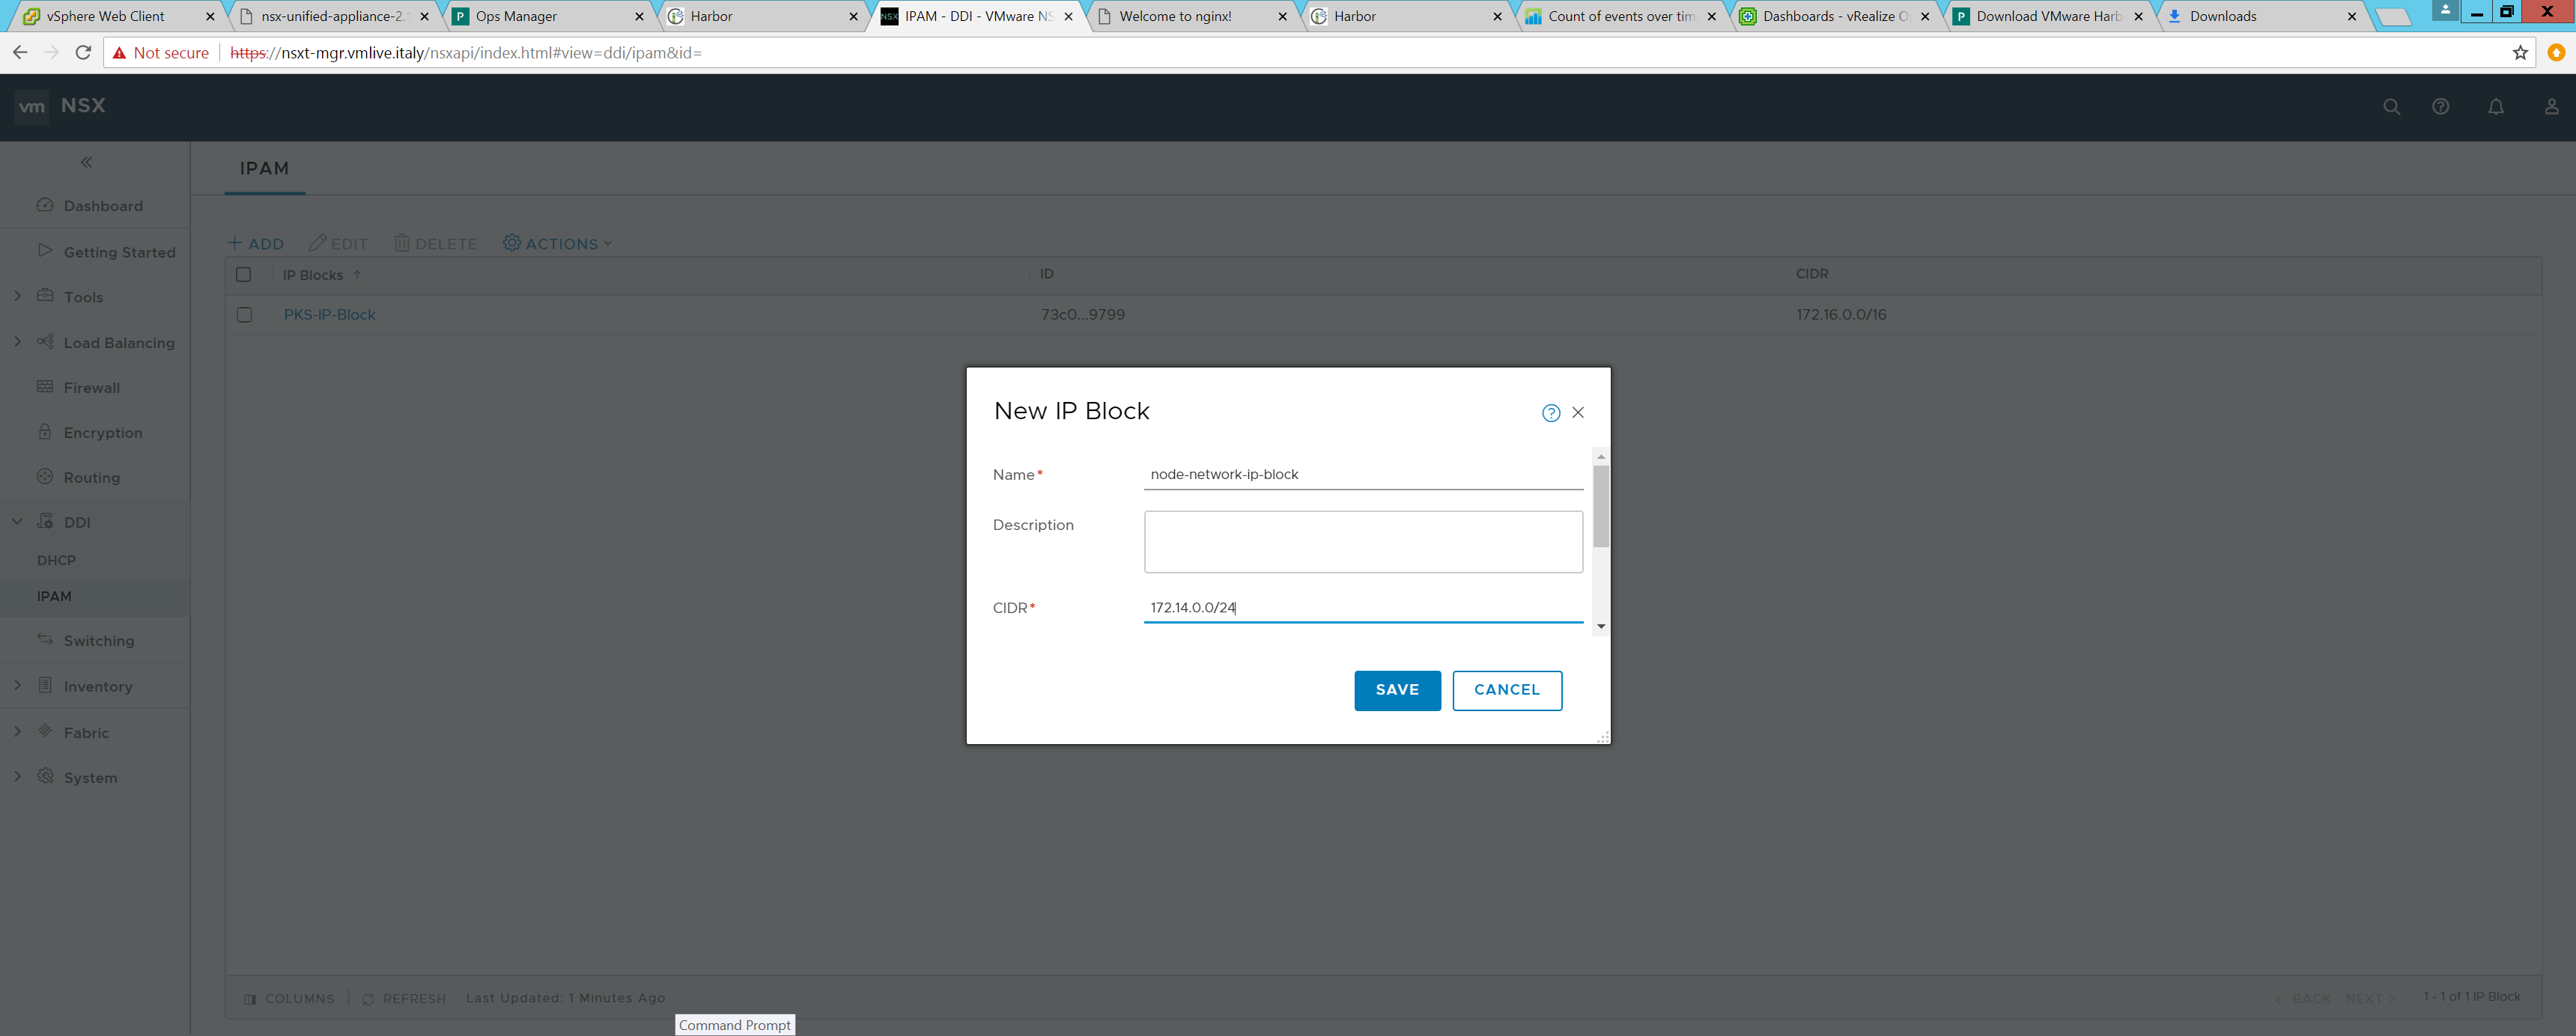 vSphere Web Client
nsx-unified-appliance-2.
Ops Manager
Harbor
IPAM - DDI - VMware NS
Welcome to nginx!
Harbor
Count of events over tim
Dashboards - vRealize O
Download VMware Harb
Downloads
Not secure https://nsxt-mgr.vmlive.italy/nsxapi/index.html#view=ddi/ipam&id=
vm NSX
IPAM
Dashboard
Getting Started
Tools
Load Balancing
Firewall
Encryption
Routing
DDI
DHCP
IPAM
Switching
Inventory
Fabric
System
+ ADD EDIT DELETE ACTIONS
IP Blocks ID CIDR
PKS-IP-Block 73c0...9799 172.16.0.0/16
New IP Block
Name* node-network-ip-block
Description
CIDR* 172.14.0.0/24
SAVE CANCEL
COLUMNS REFRESH Last Updated: 1 Minutes Ago
BACK NEXT 1 - 1 of 1 IP Block
Command Prompt